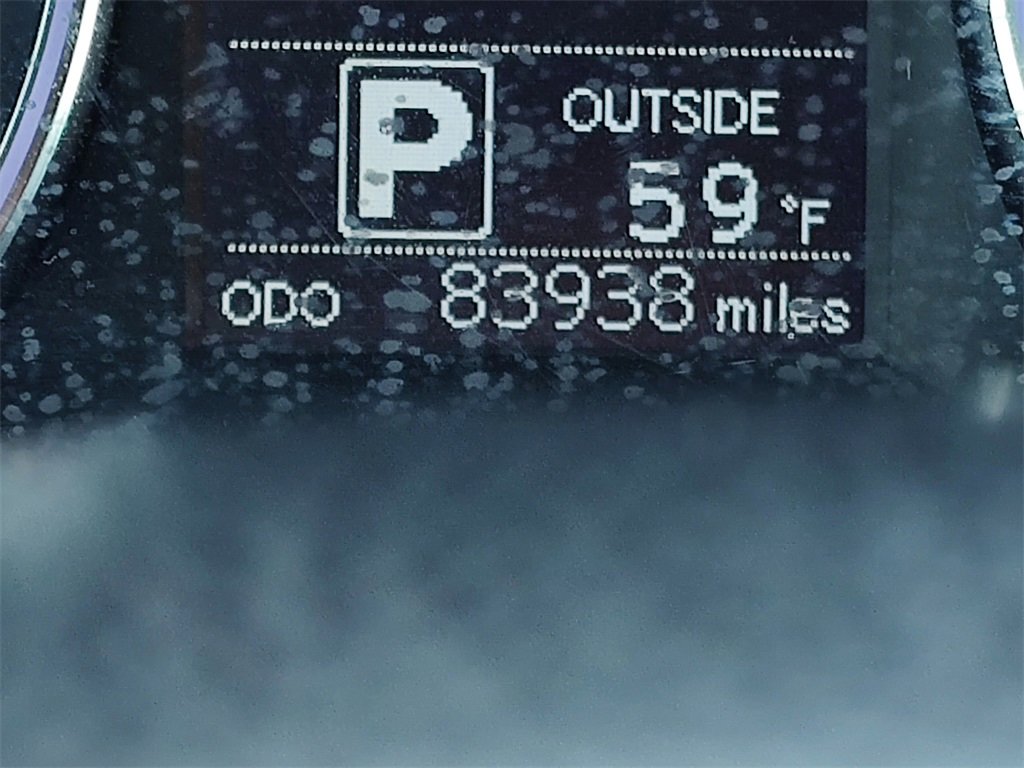 P
OUTSIDE
59 °F
ODO 83938 miles